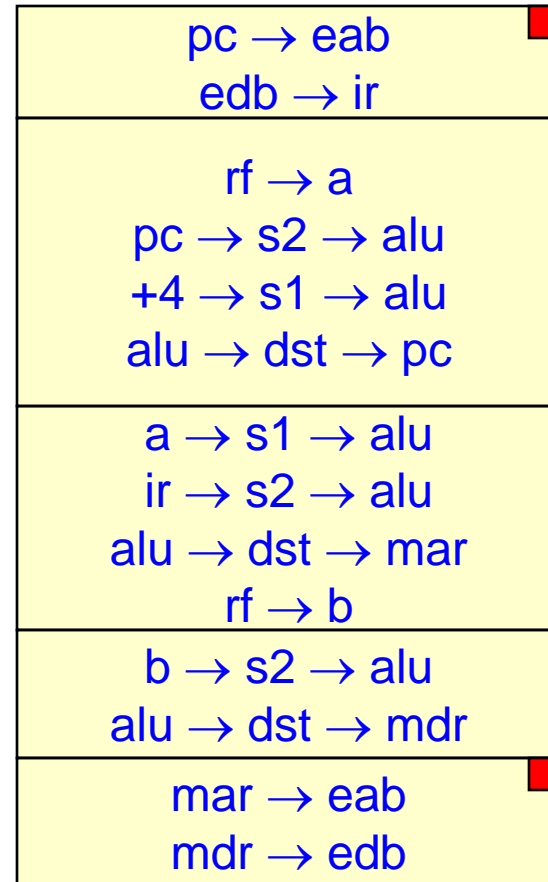 pc → eab
edb → ir
rf → a
pc → s2 → alu
+4 → s1 → alu
alu → dst → pc
a → s1 → alu
ir → s2 → alu
alu → dst → mar
rf → b
b → s2 → alu
alu → dst → mdr
mar → eab
mdr → edb